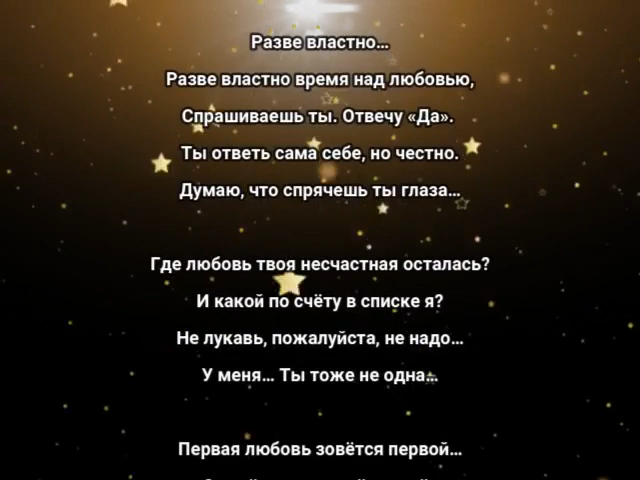 Разве властно...
Разве властно время над любовью,
Спрашиваешь ты. Отвечу «Да».
Ты ответь сама себе, но честно.
Думаю, что спрячешь ты глаза...
Где любовь твоя несчастная осталась?
И какой по счёту в списке я?
Не лукавь, пожалуйста, не надо...
У меня... Ты тоже не одна...
Первая любовь зовётся первой...